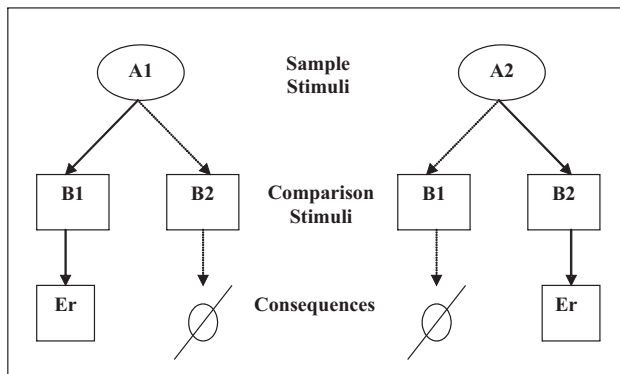 A1 Sample Stimuli A2
B1 B2 Comparison Stimuli B1 B2
Er Consequences Er